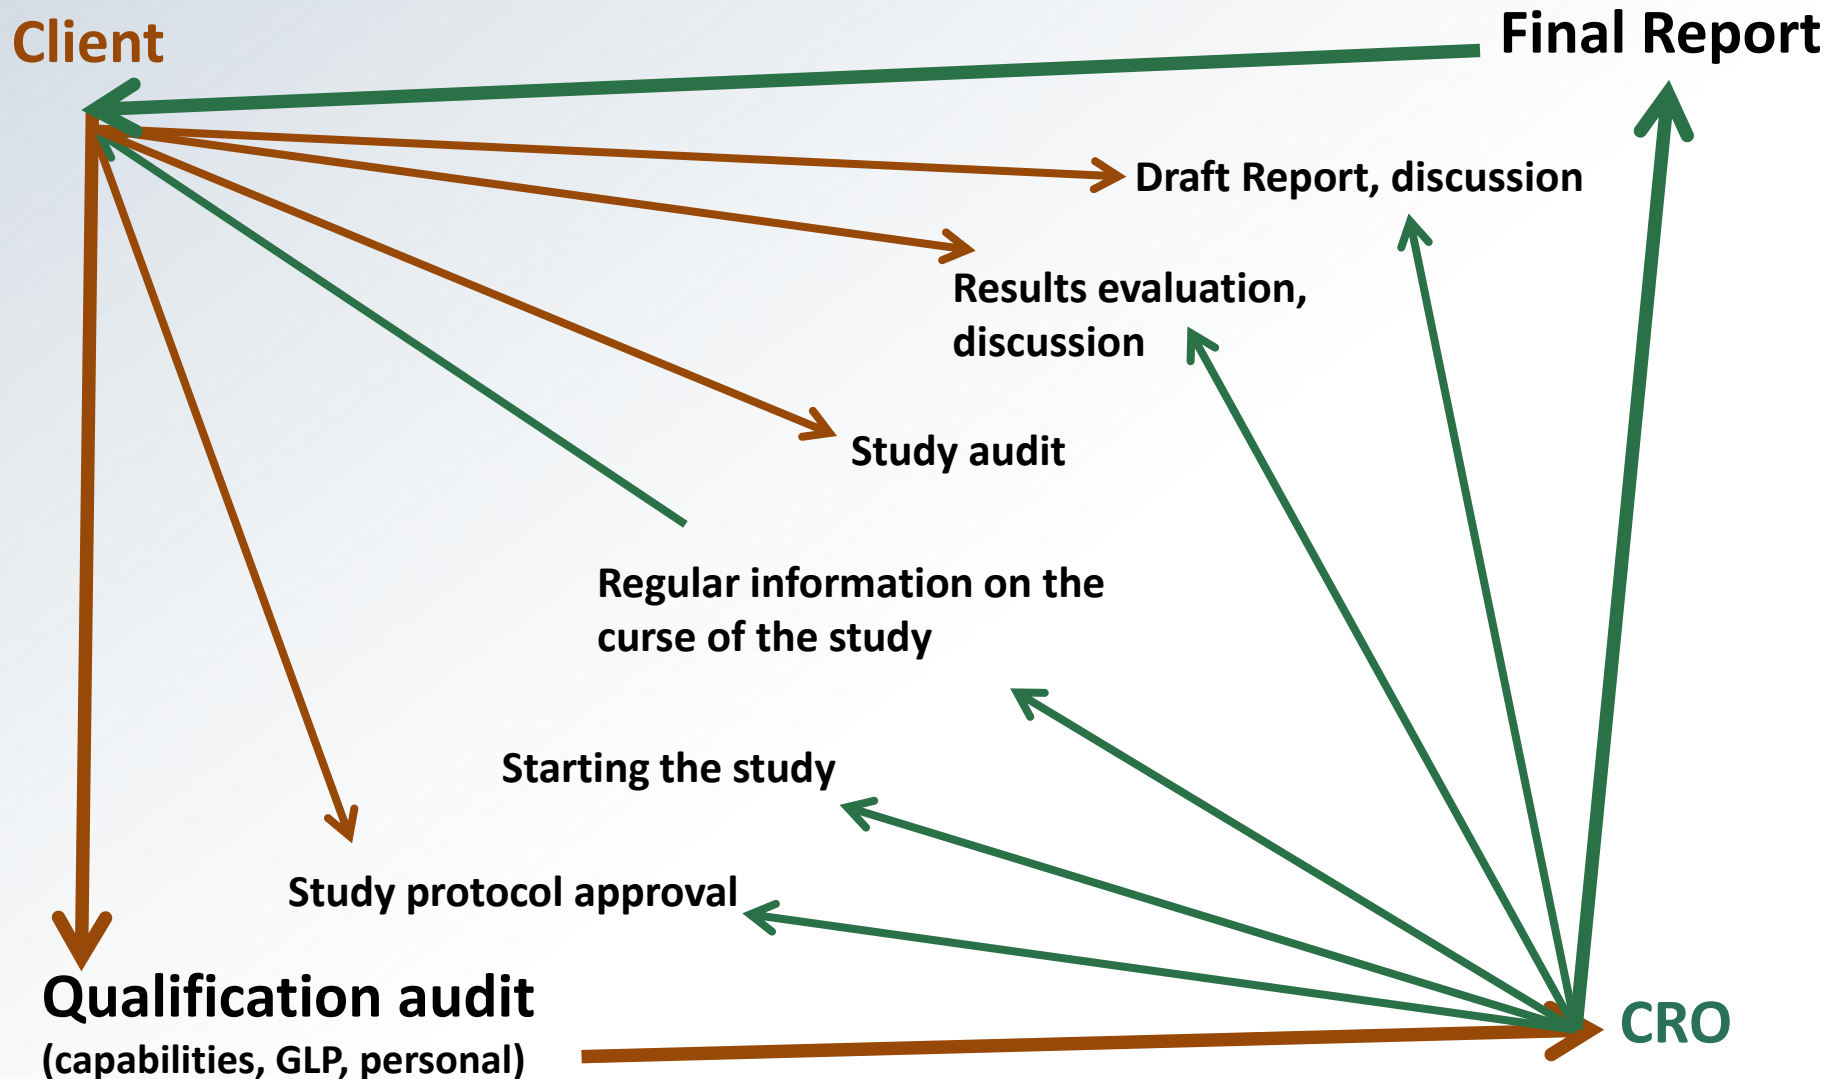 Client
Final Report
Draft Report, discussion
Results evaluation,
discussion
Study audit
Regular information on the
curse of the study
Starting the study
Study protocol approval
Qualification audit
(capabilities, GLP, personal)
CRO